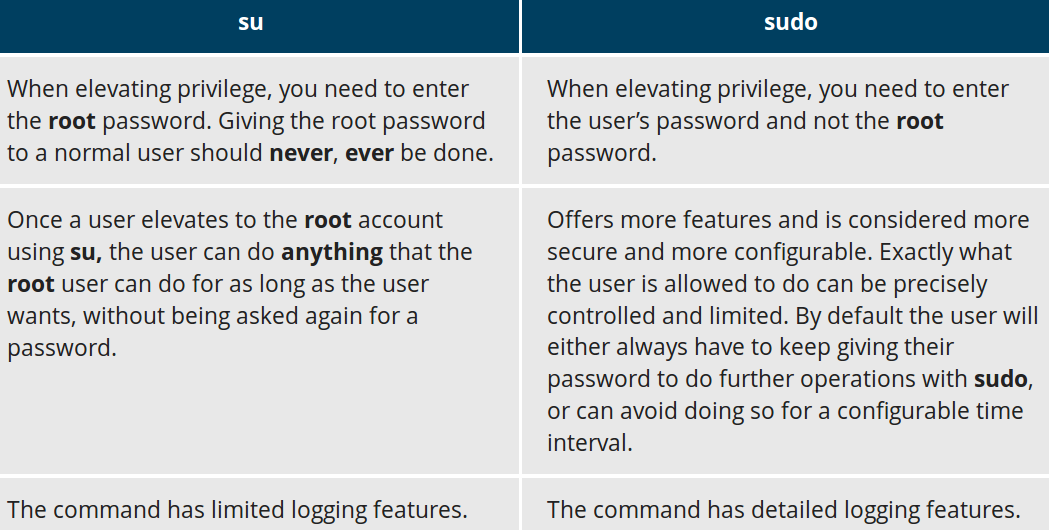 su
sudo
When elevating privilege, you need to enter
the root password. Giving the root password
to a normal user should never, ever be done.
When elevating privilege, you need to enter
the user’s password and not the root
password.
Once a user elevates to the root account
using su, the user can do anything that the
root user can do for as long as the user
wants, without being asked again for a
password.
Offers more features and is considered more
secure and more configurable. Exactly what
the user is allowed to do can be precisely
controlled and limited. By default the user will
either always have to keep giving their
password to do further operations with sudo,
or can avoid doing so for a configurable time
interval.
The command has limited logging features.
The command has detailed logging features.